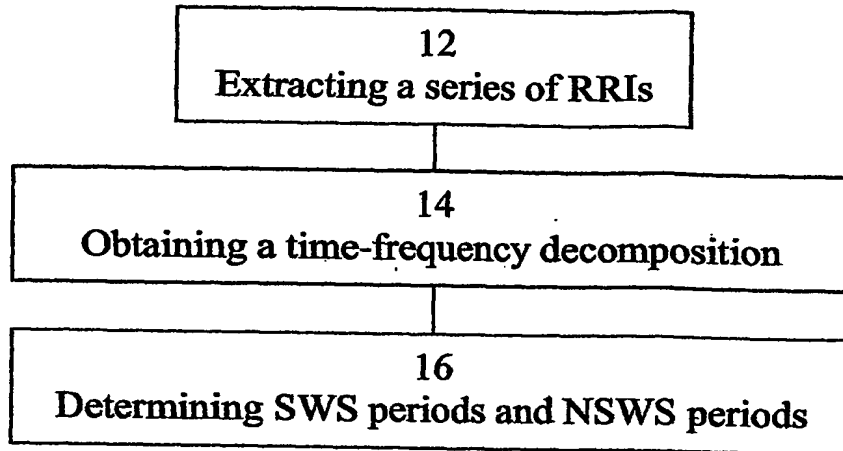 12
Extracting a series of RRIs
14
Obtaining a time-frequency decomposition
16
Determining SWS periods and NSWS periods